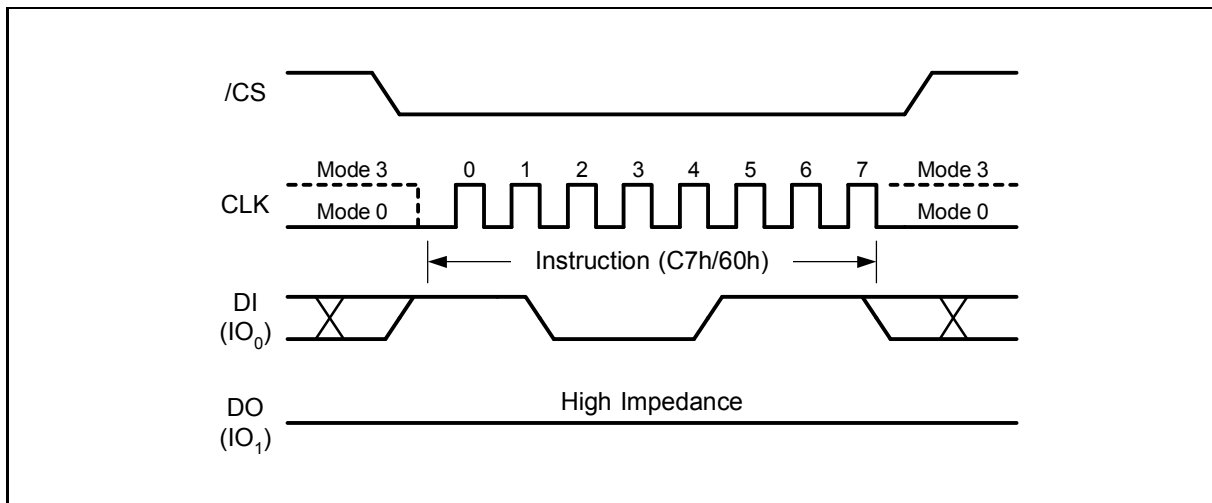 /CS
Mode 3 0 1 2 3 4 5 6 7 Mode 3
CLK
Mode 0 Mode 0
Instruction (C7h/60h)
DI
(IO0)
High Impedance
DO
(IO1)